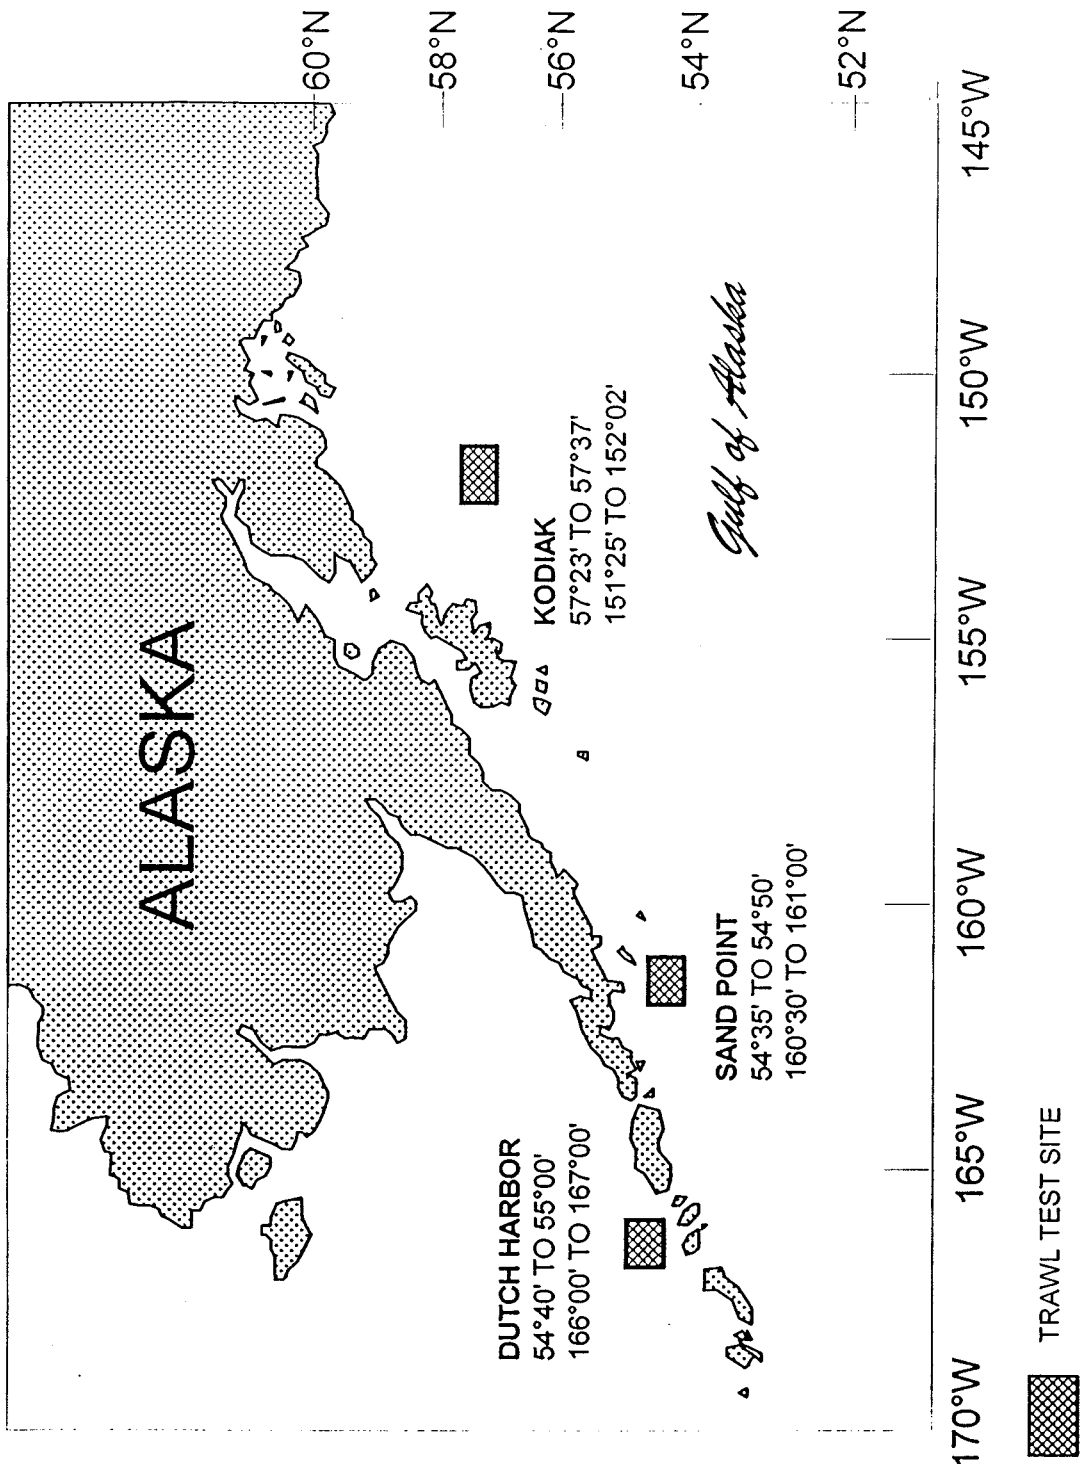 ALASKA
60°N
58°N
56°N
54°N
52°N
DUTCH HARBOR
54°40' TO 55°00'
166°00' TO 167°00'
KODIAK
57°23' TO 57°37'
151°25' TO 152°02'
SAND POINT
54°35' TO 54°50'
160°30' TO 161°00'
Gulf of Alaska
170°W
165°W
160°W
155°W
150°W
145°W
TRAWL TEST SITE